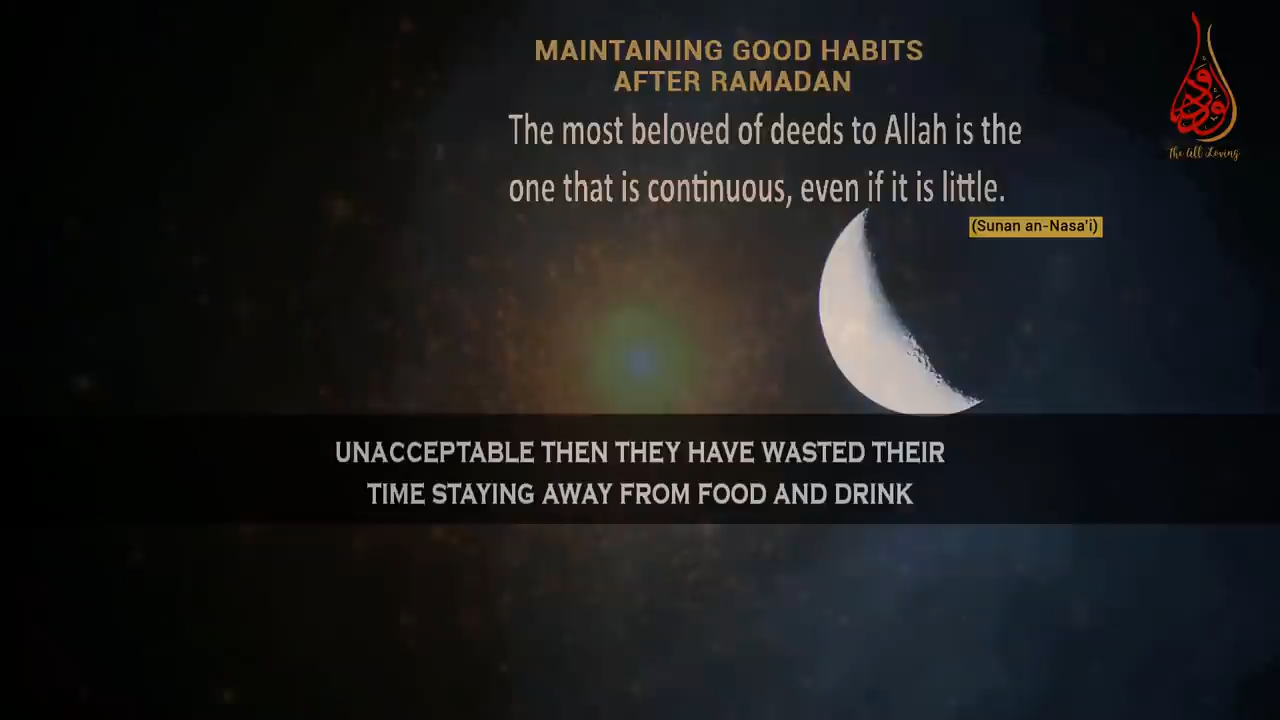 MAINTAINING GOOD HABITS
AFTER RAMADAN
The most beloved of deeds to Allah is the
one that is continuous, even if it is little.
(Sunan an-Nasa'i)
الودود
The All Loving
UNACCEPTABLE THEN THEY HAVE WASTED THEIR
TIME STAYING AWAY FROM FOOD AND DRINK